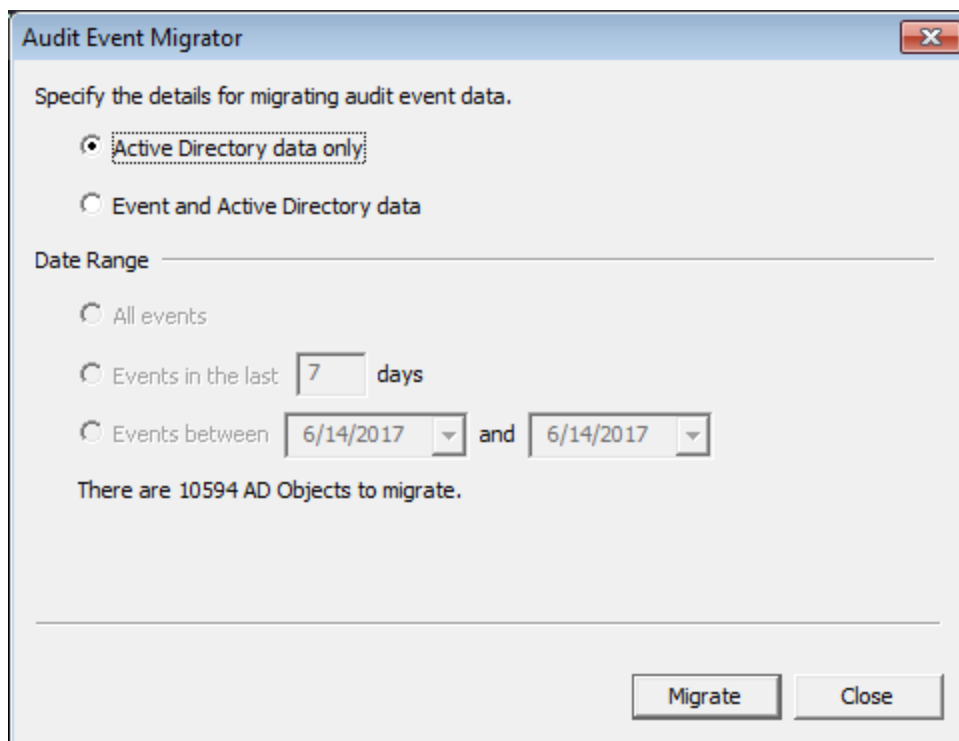 Audit Event Migrator
Specify the details for migrating audit event data.
Active Directory data only
Event and Active Directory data
Date Range
All events
Events in the last 7 days
Events between 6/14/2017 and 6/14/2017
There are 10594 AD Objects to migrate.
Migrate Close